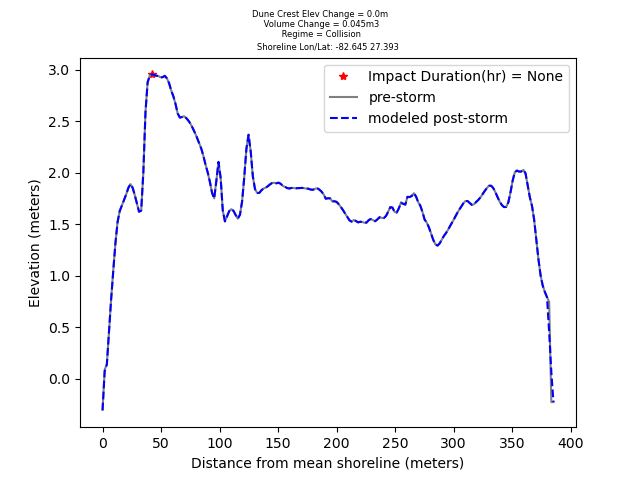 Dune Crest Elev Change = 0.0m
Volume Change = 0.045m3
Regime = Collision
Shoreline Lon/Lat: -82.645 27.393
Impact Duration(hr) = None
pre-storm
modeled post-storm
Elevation (meters)
3.0
2.5
2.0
1.5
1.0
0.5
0.0
0 50 100 150 200 250 300 350 400
Distance from mean shoreline (meters)